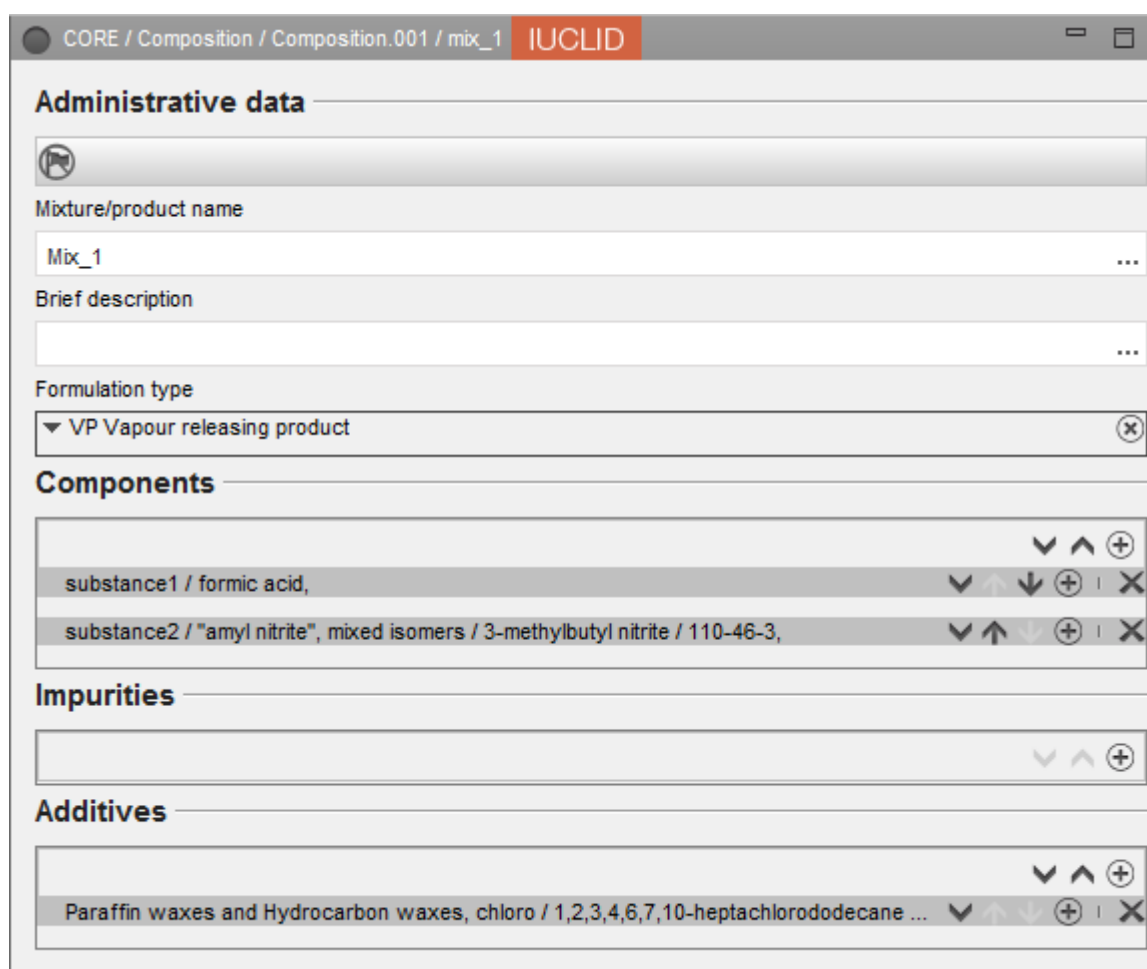 CORE / Composition / Composition.001 / mix_1 IUCLID
Administrative data
Mixture/product name
Mix_1 ...
Brief description
...
Formulation type
VP Vapour releasing product
Components
substance1 / formic acid,
substance2 / "amyl nitrite", mixed isomers / 3-methylbutyl nitrite / 110-46-3,
Impurities
Additives
Paraffin waxes and Hydrocarbon waxes, chloro / 1,2,3,4,6,7,10-heptachlorododecane ...